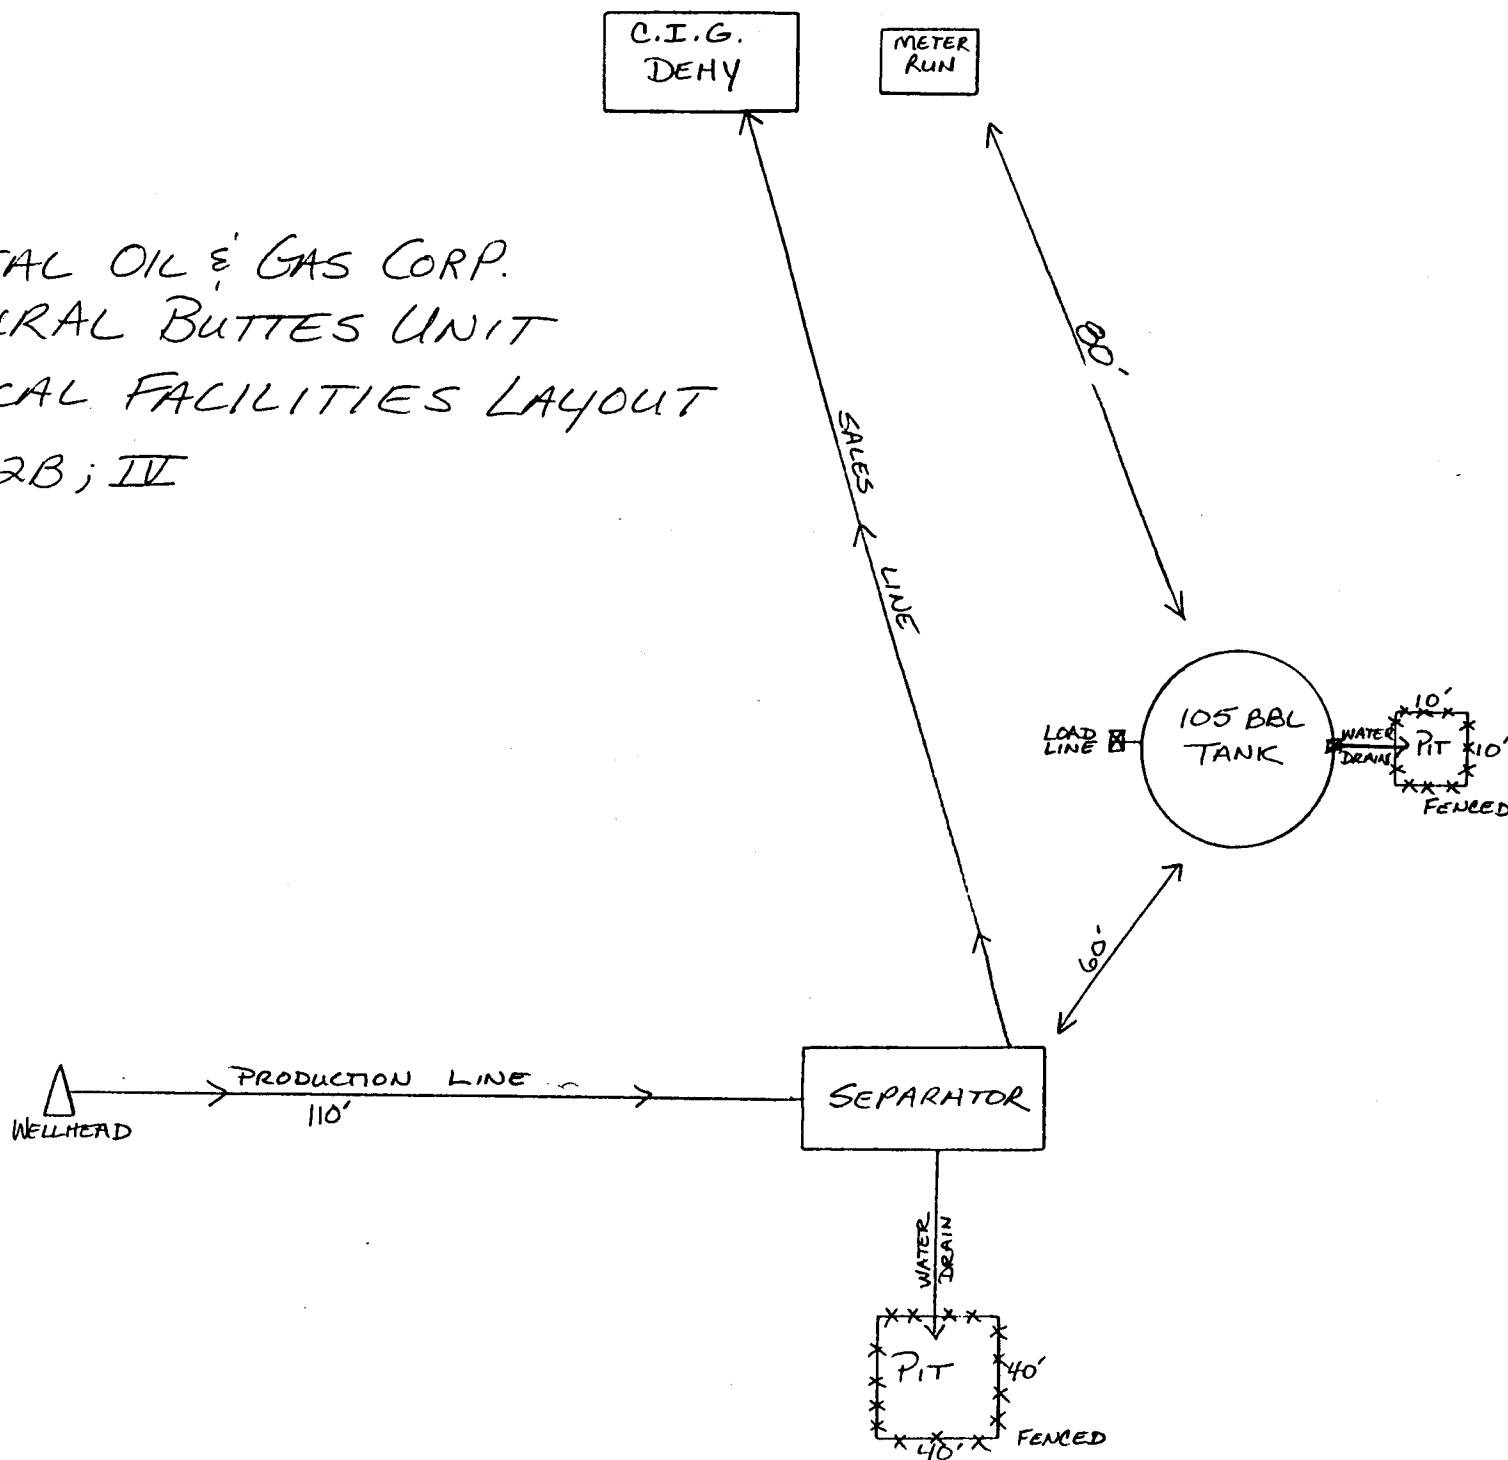 C.I.G.
DEHY
METER
RUN
TAL OIL & GAS CORP.
URAL BUTTES UNIT
CAL FACILITIES LAYOUT
2B; IV
80'
SALES
LINE
LOAD
LINE
105 BBL
TANK
WATER
DRAIN
10'
PIT
10'
FENCED
60'
PRODUCTION LINE
110'
WELLHEAD
SEPARATOR
WATER
DRAIN
PIT
40'
40'
FENCED